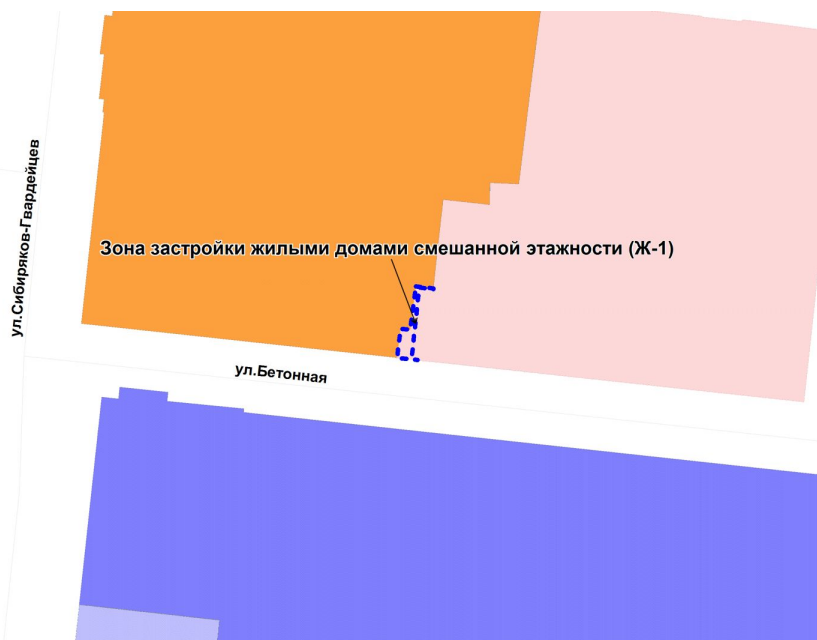 ул.Сибиряков-Гвардейцев
Зона застройки жилыми домами смешанной этажности (Ж-1)
ул.Бетонная